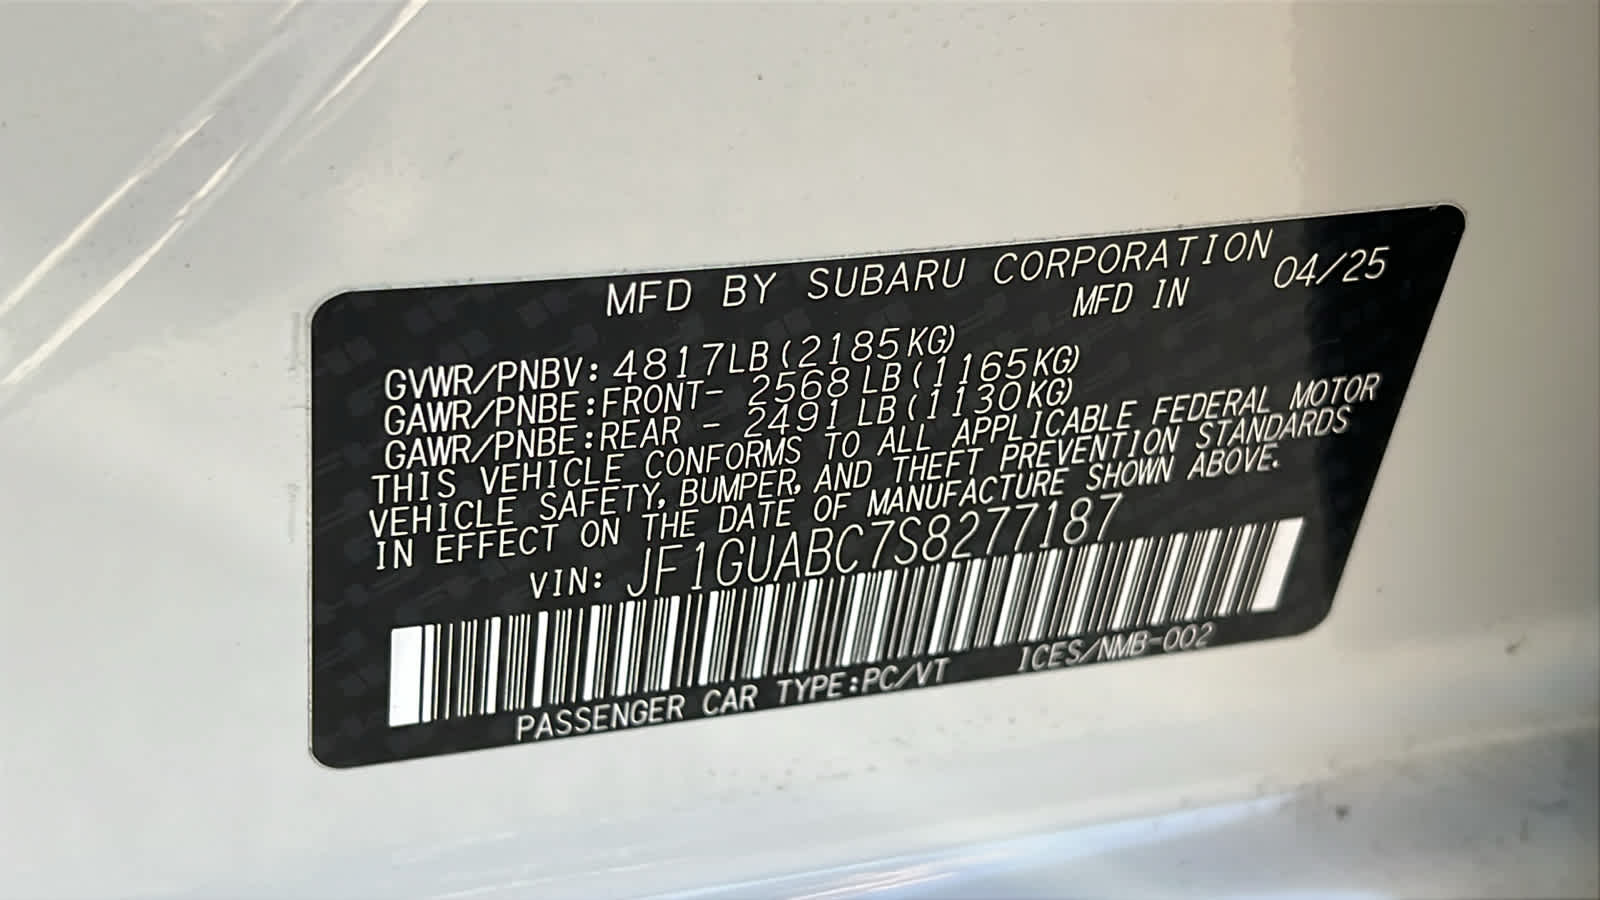 MFD BY SUBARU CORPORATION
MFD IN 04/25
GVWR/PNBV: 4817LB(2185KG)
GAWR/PNBE:FRONT- 2568LB(1165KG)
GAWR/PNBE:REAR - 2491LB(1130KG)
THIS VEHICLE CONFORMS TO ALL APPLICABLE FEDERAL MOTOR
VEHICLE SAFETY, BUMPER, AND THEFT PREVENTION STANDARDS
IN EFFECT ON THE DATE OF MANUFACTURE SHOWN ABOVE.
VIN: JF1GUABC7S8277187
PASSENGER CAR TYPE:PC/VT ICES/NMB-002